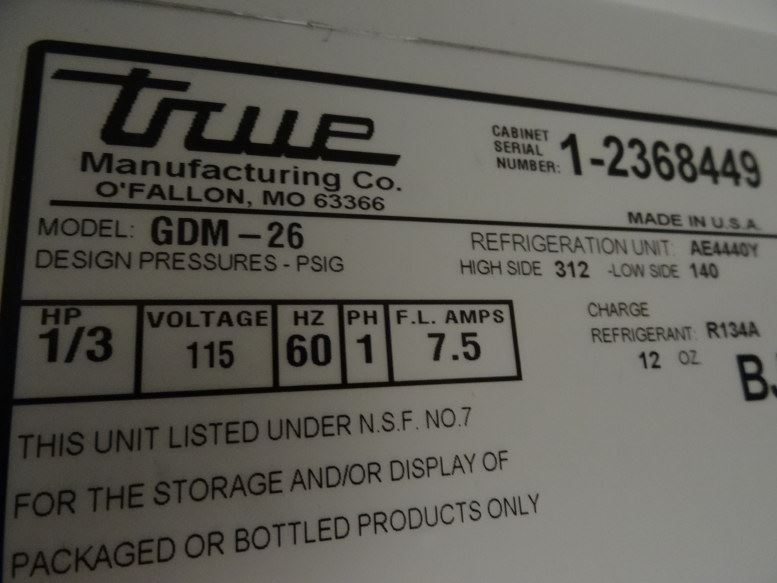 true
Manufacturing Co.
O'FALLON, MO 63366
CABINET
SERIAL
NUMBER: 1-2368449
MADE IN U.S.A.
MODEL: GDM-26
DESIGN PRESSURES - PSIG
REFRIGERATION UNIT: AE4440Y
HIGH SIDE 312 -LOW SIDE 140
HP VOLTAGE HZ PH F.L. AMPS
1/3 115 60 1 7.5
CHARGE
REFRIGERANT: R134A
12 OZ
THIS UNIT LISTED UNDER N.S.F. NO.7
FOR THE STORAGE AND/OR DISPLAY OF
PACKAGED OR BOTTLED PRODUCTS ONLY